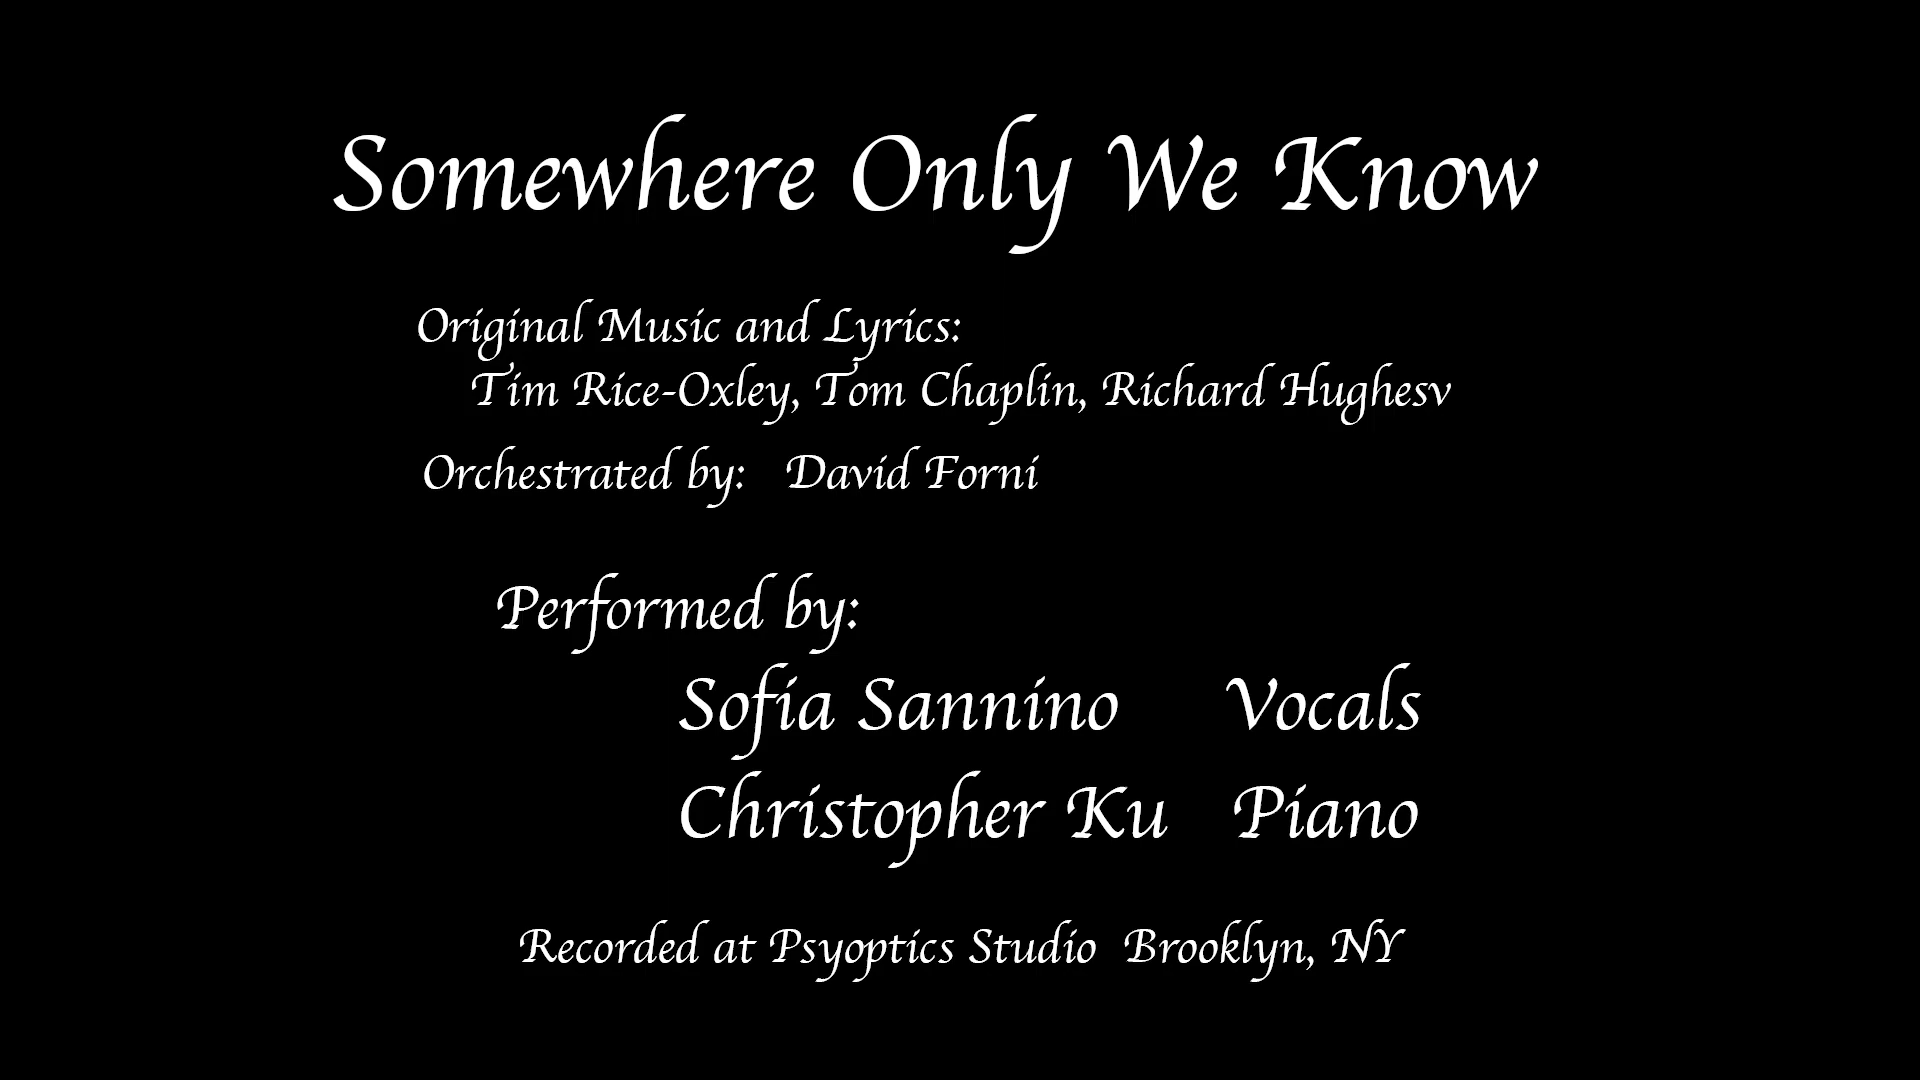 Somewhere Only We Know
Original Music and Lyrics:
Tim Rice-Oxley, Tom Chaplin, Richard Hughesv
Orchestrated by: David Forni
Performed by:
Sofia Sannino Vocals
Christopher Ku Piano
Recorded at Psyoptics Studio Brooklyn, NY